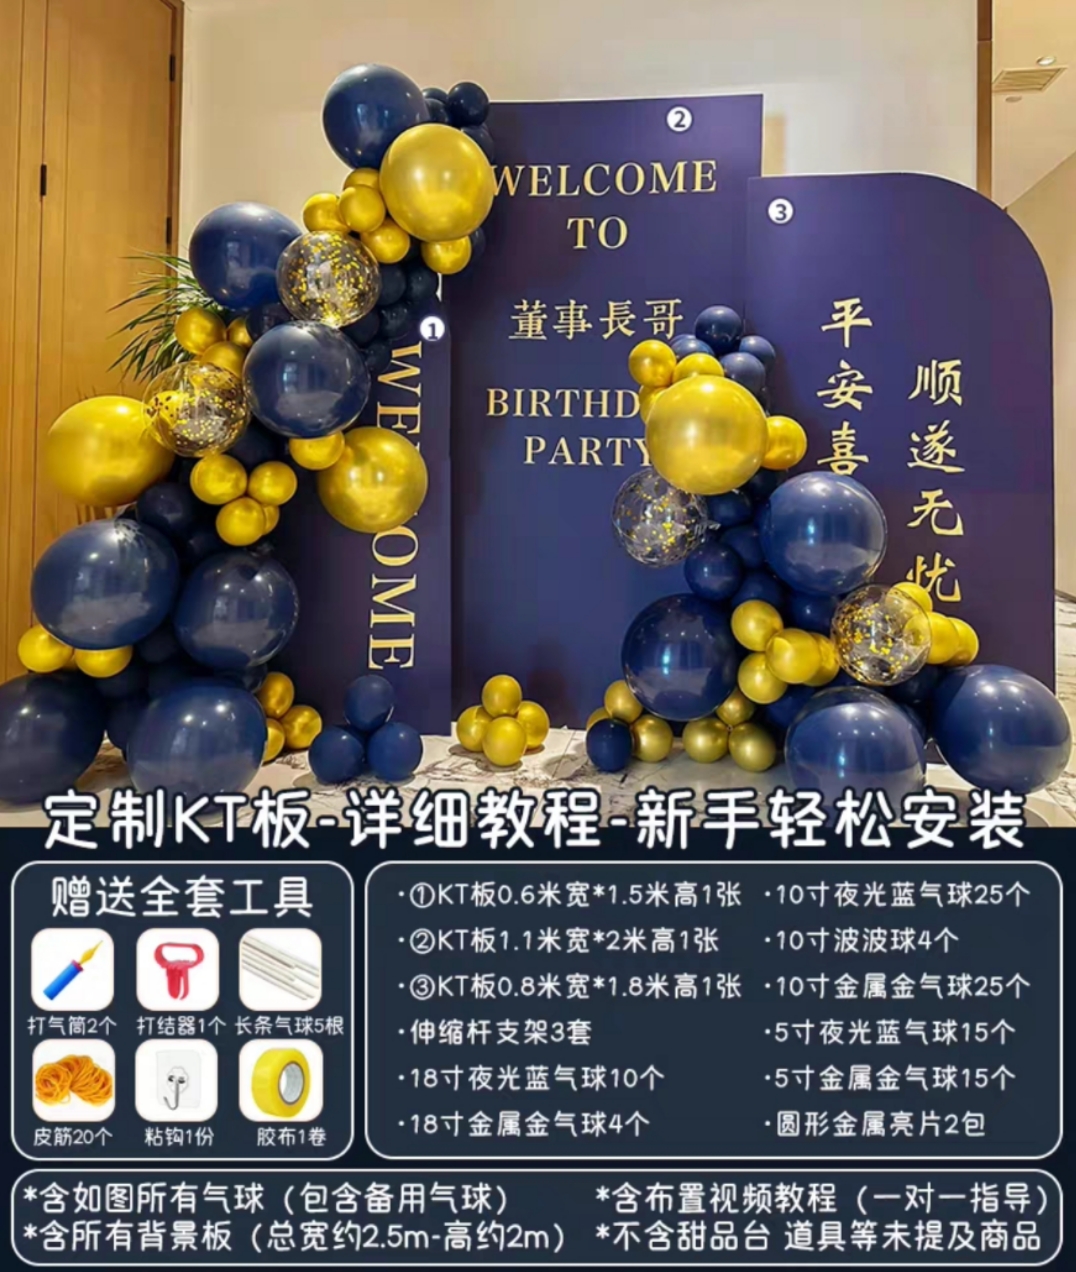 ②
WELCOME
TO
董事長哥
BIRTHD
PARTY
①
WE
OME
③
平安喜
顺遂无忧
定制KT板-详细教程-新手轻松安装
赠送全套工具
打气筒2个
打结器1个
长条气球5根
皮筋20个
粘钩1份
胶布1卷
·①KT板0.6米宽*1.5米高1张
·②KT板1.1米宽*2米高1张
·③KT板0.8米宽*1.8米高1张
·伸缩杆支架3套
·18寸夜光蓝气球10个
·18寸金属金气球4个
·10寸夜光蓝气球25个
·10寸波波球4个
·10寸金属金气球25个
·5寸夜光蓝气球15个
·5寸金属金气球15个
·圆形金属亮片2包
*含如图所有气球（包含备用气球）
*含所有背景板（总宽约2.5m-高约2m）
*含布置视频教程（一对一指导）
*不含甜品台 道具等未提及商品